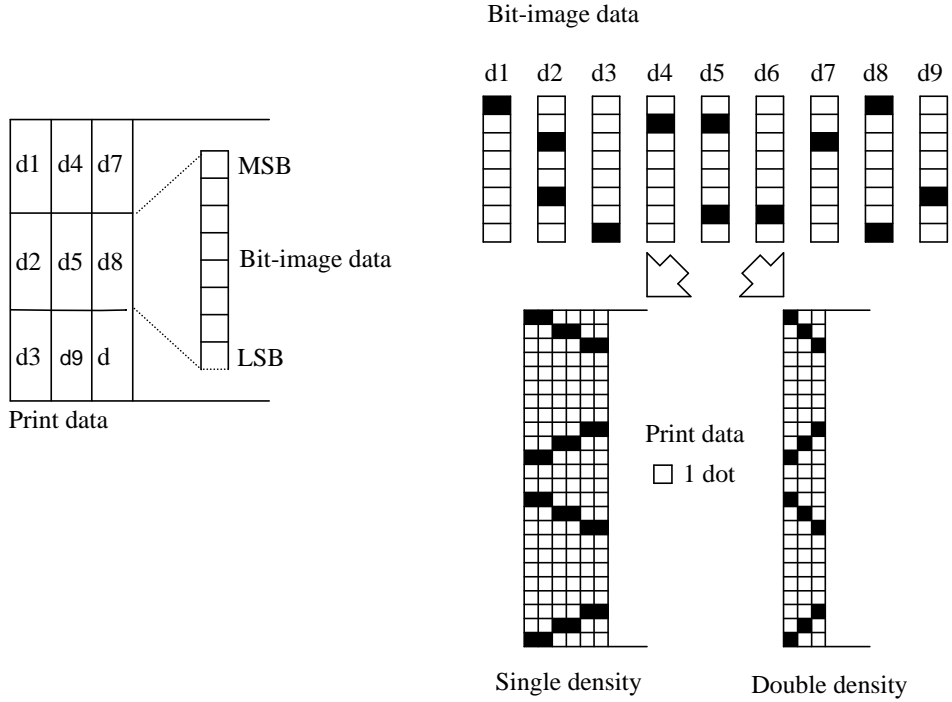 Bit-image data
d1 d2 d3 d4 d5 d6 d7 d8 d9
d1 d4 d7
MSB
d2 d5 d8
Bit-image data
d3 d9 d
LSB
Print data
Print data
1 dot
Single density
Double density